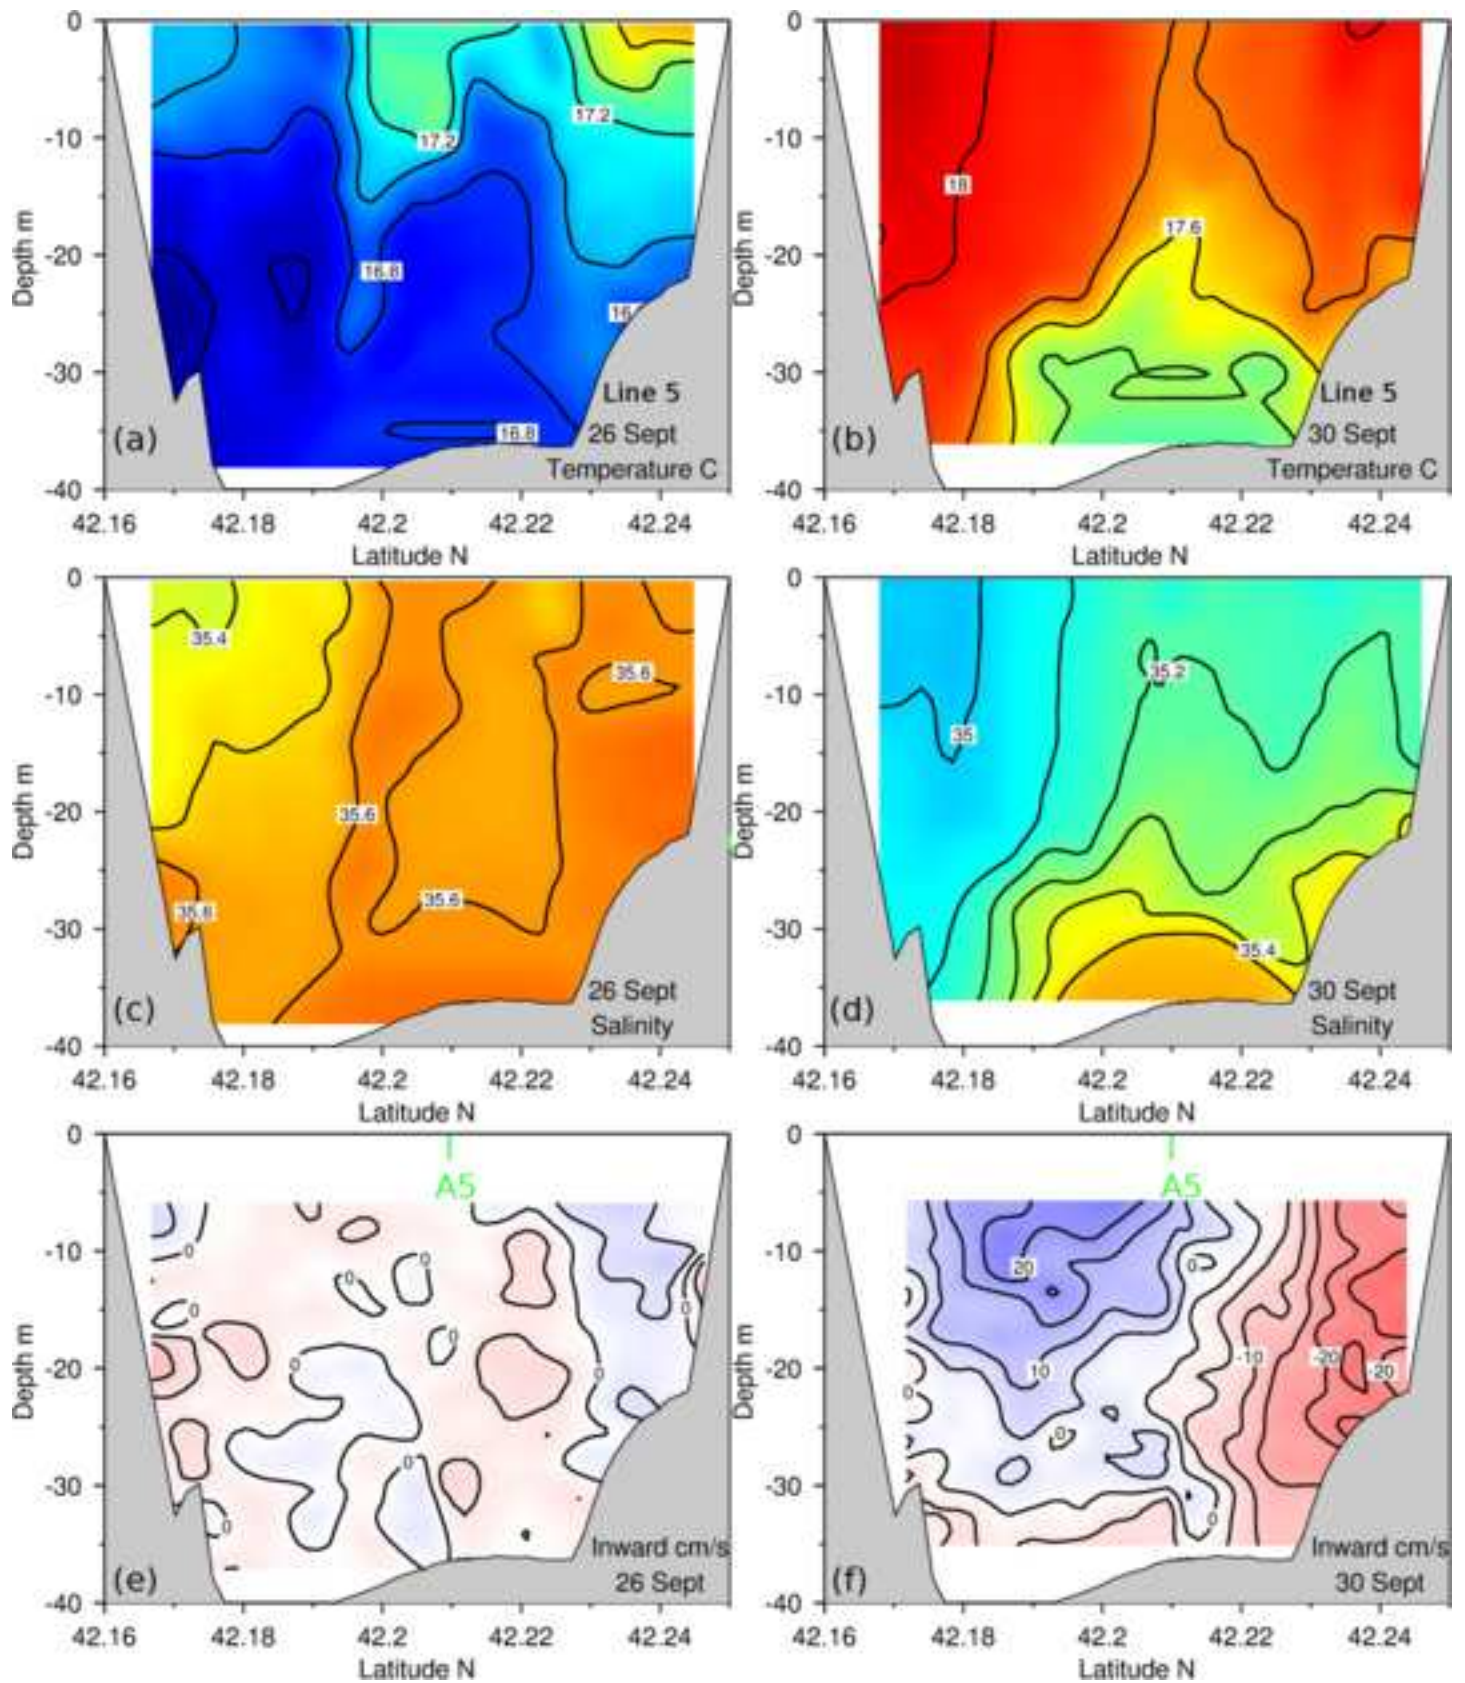 -0
-10
-20
-30
-40
Depth m
17.2
17.2
16.8
16.
16.8
Line 5
26 Sept
Temperature C
(a)
42.16
42.18
42.2
42.22
42.24
Latitude N
0
-10
-20
-30
-40
Depth m
18
17.6
Line 5
30 Sept
Temperature C
(b)
42.16
42.18
42.2
42.22
42.24
Latitude N
0
-10
-20
-30
-40
Depth m
35.4
35.6
35.6
35.6
35.6
26 Sept
Salinity
(c)
42.16
42.18
42.2
42.22
42.24
Latitude N
0
-10
-20
-30
-40
Depth m
35.2
35
35.4
30 Sept
Salinity
(d)
42.16
42.18
42.2
42.22
42.24
Latitude N
0
-10
-20
-30
-40
Depth m
A5
0
0
0
0
0
0
0
0
0
0
Inward cm/s
26 Sept
(e)
42.16
42.18
42.2
42.22
42.24
Latitude N
0
-10
-20
-30
-40
Depth m
A5
20
0
10
-10
-20
-20
0
0
0
Inward cm/s
30 Sept
(f)
42.16
42.18
42.2
42.22
42.24
Latitude N